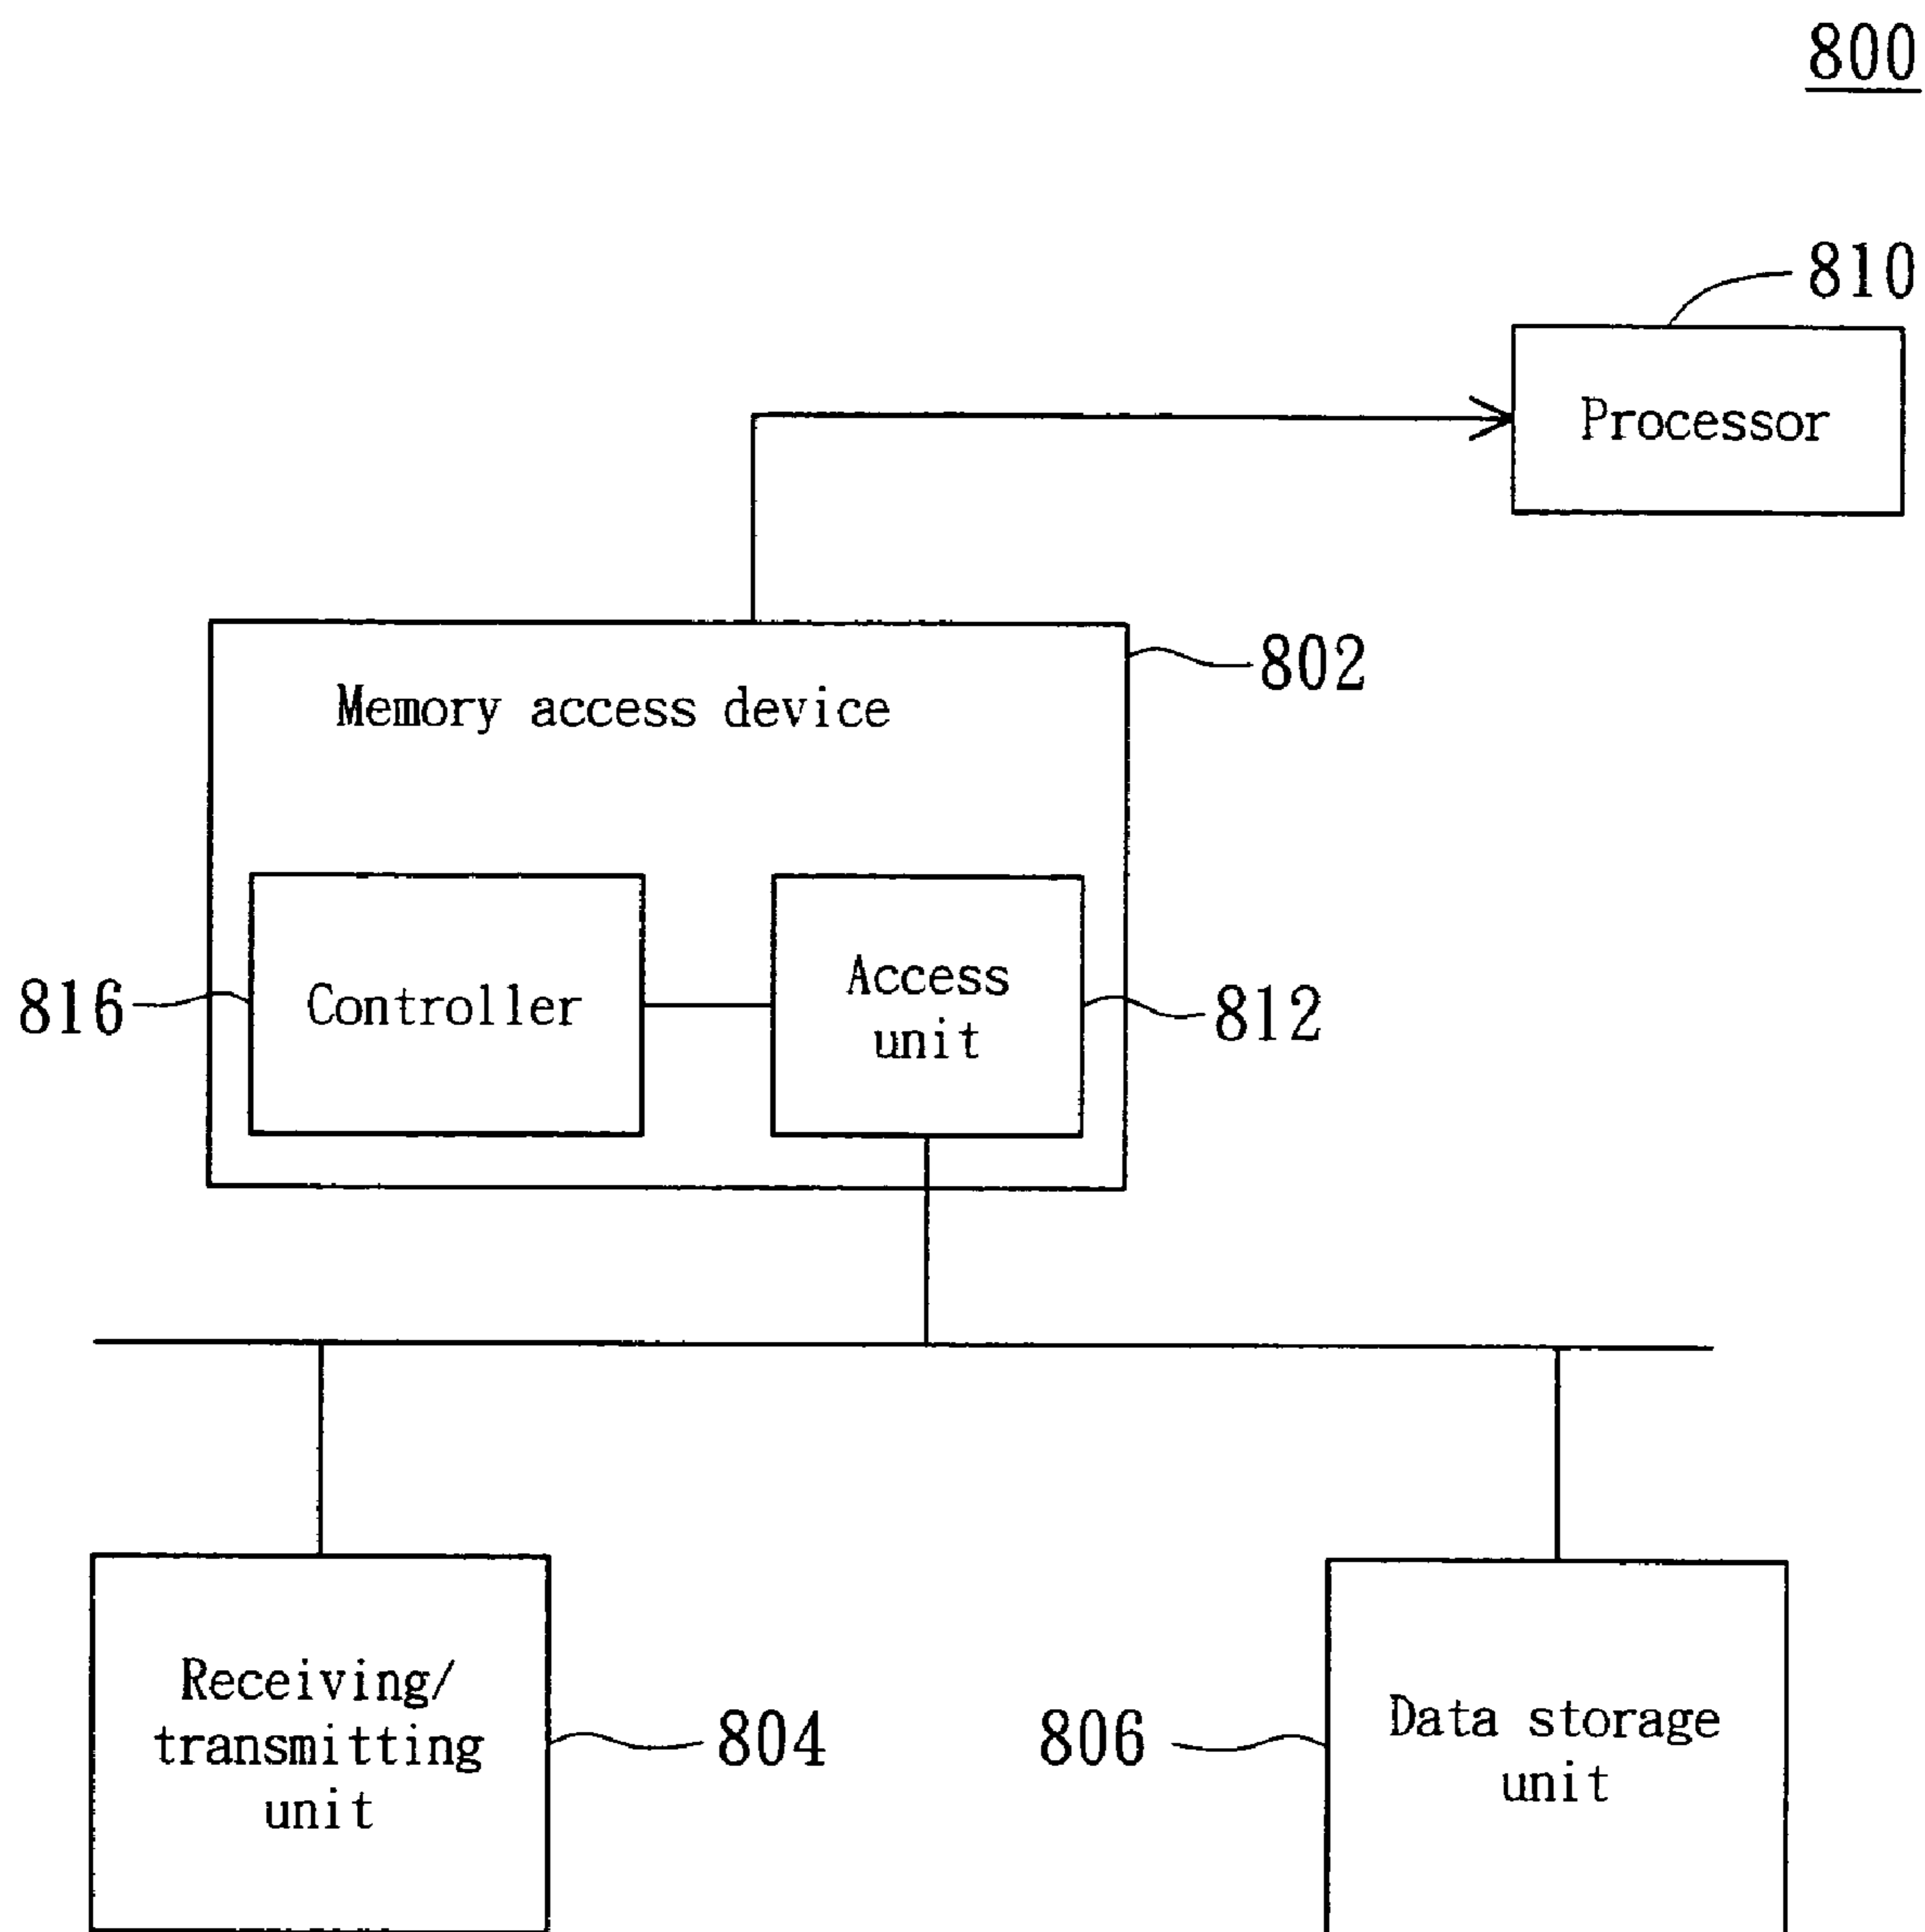 800
810
Processor
802
Memory access device
816
Controller
Access
unit
812
Receiving/
transmitting
unit
804
806
Data storage
unit